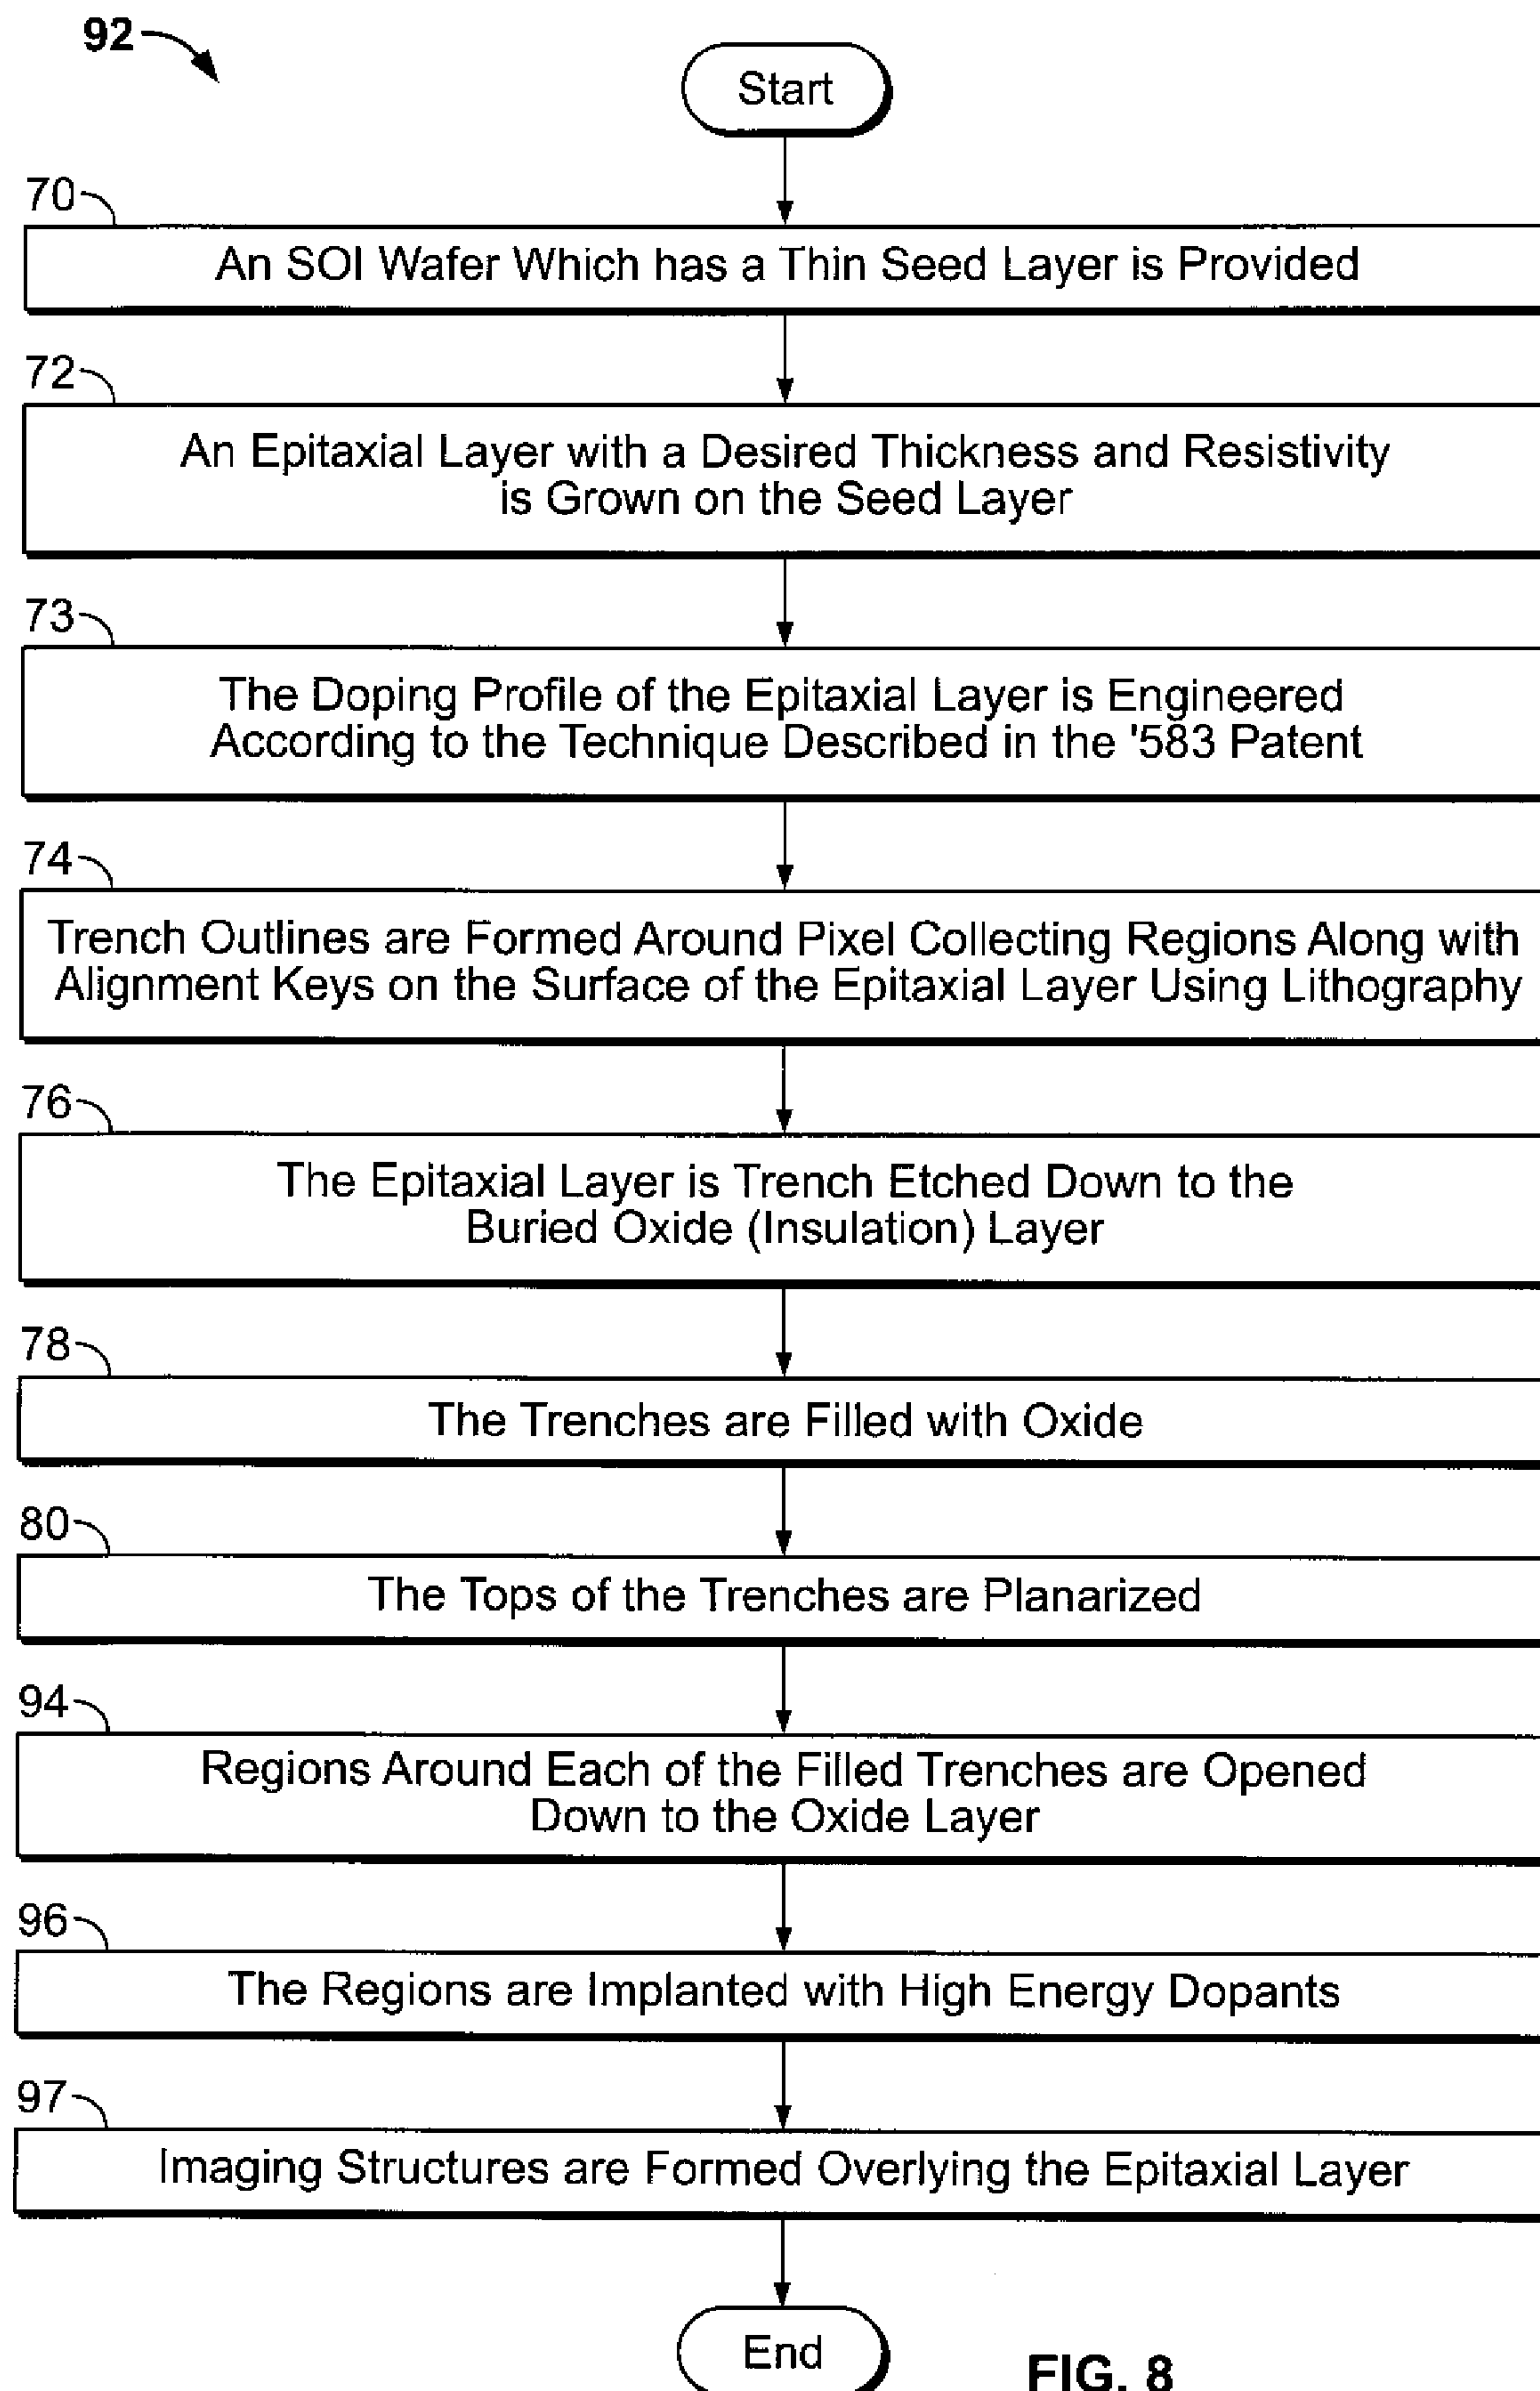 92
Start
70
An SOI Wafer Which has a Thin Seed Layer is Provided
72
An Epitaxial Layer with a Desired Thickness and Resistivity
is Grown on the Seed Layer
73
The Doping Profile of the Epitaxial Layer is Engineered
According to the Technique Described in the '583 Patent
74
Trench Outlines are Formed Around Pixel Collecting Regions Along with
Alignment Keys on the Surface of the Epitaxial Layer Using Lithography
76
The Epitaxial Layer is Trench Etched Down to the
Buried Oxide (Insulation) Layer
78
The Trenches are Filled with Oxide
80
The Tops of the Trenches are Planarized
94
Regions Around Each of the Filled Trenches are Opened
Down to the Oxide Layer
96
The Regions are Implanted with High Energy Dopants
97
Imaging Structures are Formed Overlying the Epitaxial Layer
End
FIG. 8